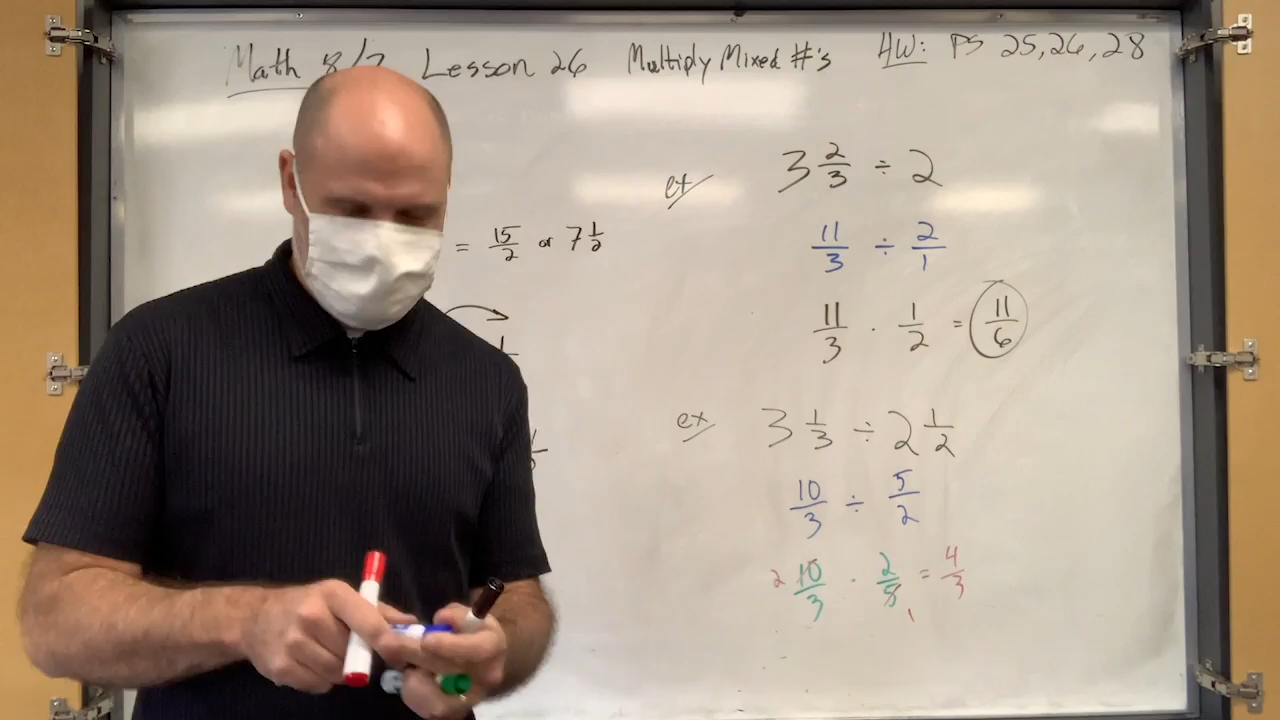 Math 8/7 Lesson 26 Multiply Mixed #'s HW: PS 25,26,28
= 15/2 or 7 1/2
ex 3 2/3 ÷ 2
11/3 ÷ 2/1
11/3 · 1/2 = 11/6
ex 3 1/3 ÷ 2 1/2
10/3 ÷ 5/2
2 10/3 · 2/5 1 = 4/3